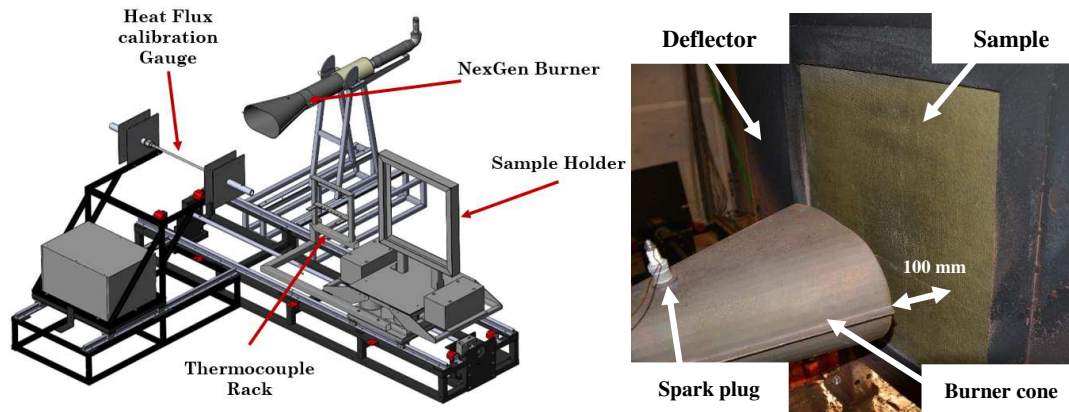 Heat Flux
calibration
Gauge
NexGen Burner
Sample Holder
Thermocouple
Rack
Deflector
Sample
100 mm
Spark plug
Burner cone